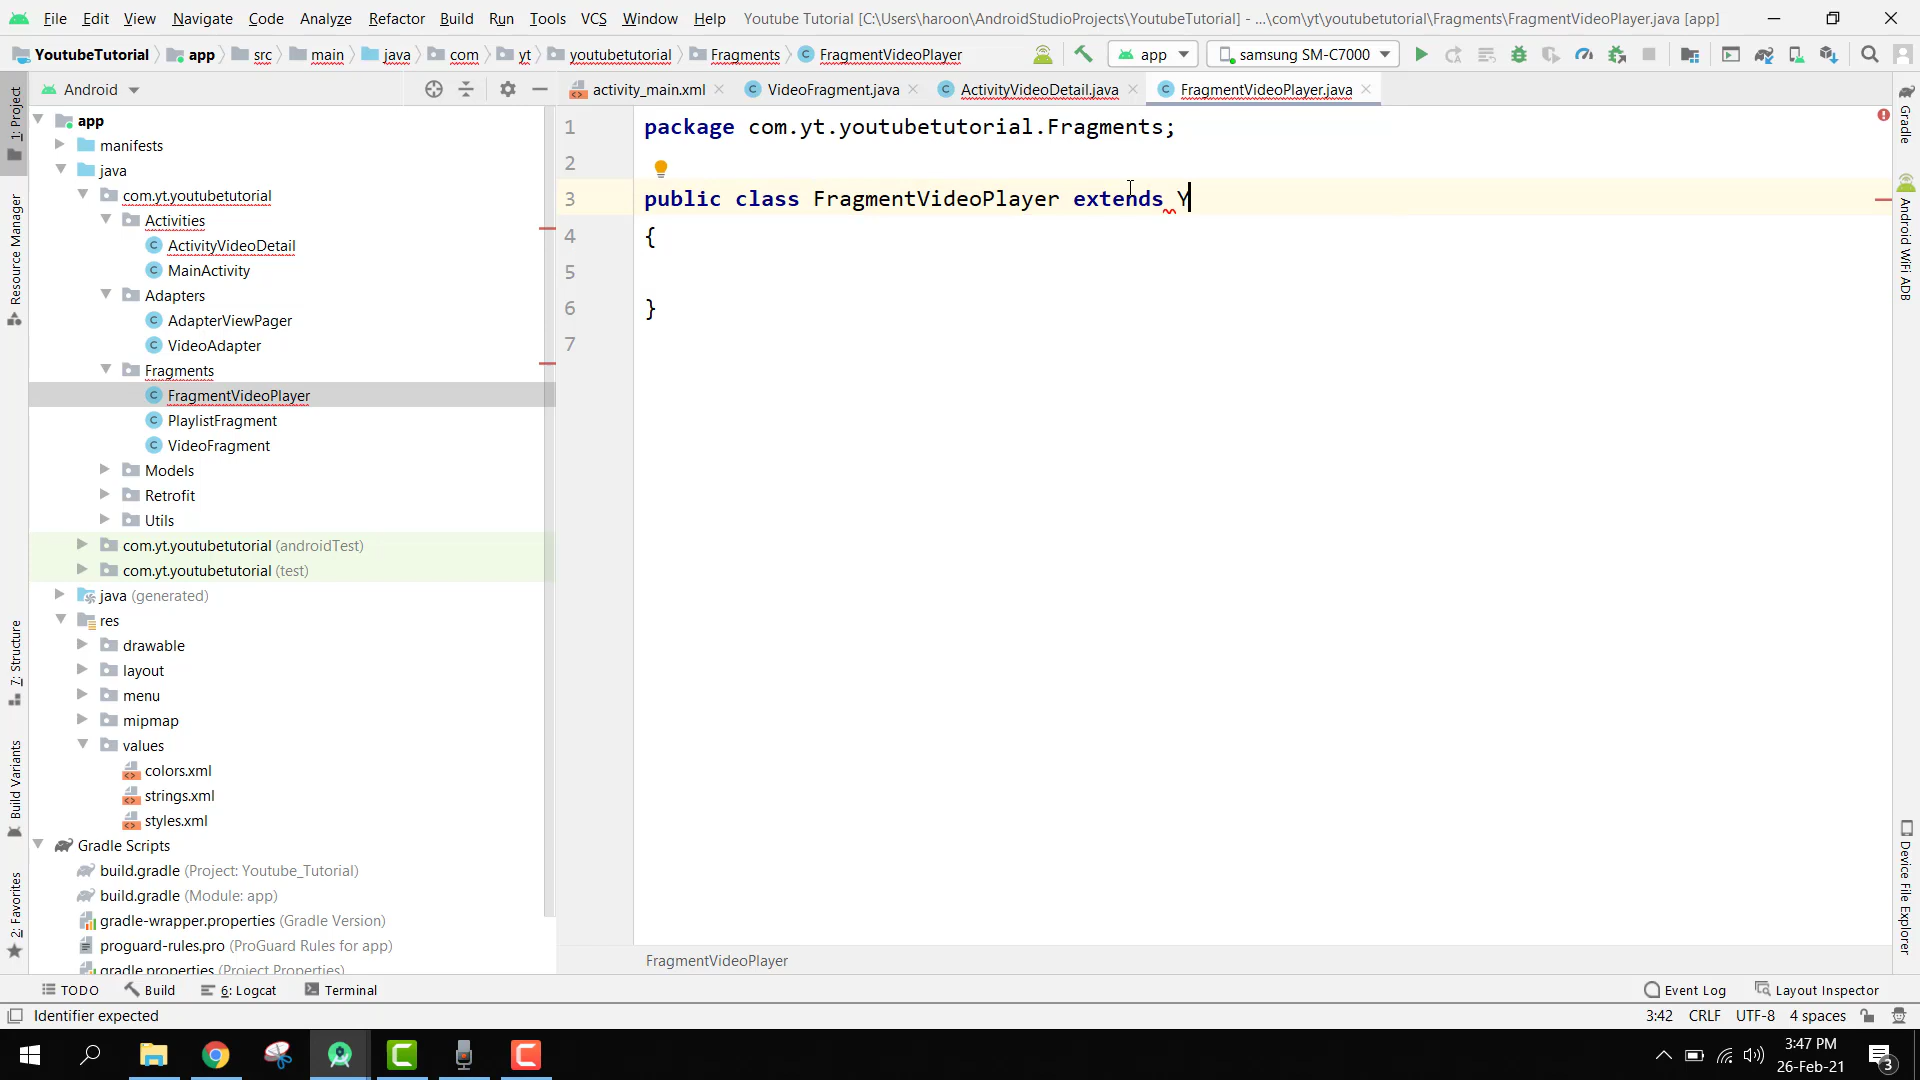 File Edit View Navigate Code Analyze Refactor Build Run Tools VCS Window Help Youtube Tutorial [C:\Users\haroon\AndroidStudioProjects\YoutubeTutorial] - ...\com\yt\youtubetutorial\Fragments\FragmentVideoPlayer.java [app]
YoutubeTutorial app src main java com yt youtubetutorial Fragments FragmentVideoPlayer app samsung SM-C7000
Android
activity_main.xml VideoFragment.java ActivityVideoDetail.java FragmentVideoPlayer.java
1: Project
Resource Manager
7: Structure
Build Variants
2: Favorites
app
manifests
java
com.yt.youtubetutorial
Activities
ActivityVideoDetail
MainActivity
Adapters
AdapterViewPager
VideoAdapter
Fragments
FragmentVideoPlayer
PlaylistFragment
VideoFragment
Models
Retrofit
Utils
com.yt.youtubetutorial (androidTest)
com.yt.youtubetutorial (test)
java (generated)
res
drawable
layout
menu
mipmap
values
colors.xml
strings.xml
styles.xml
Gradle Scripts
build.gradle (Project: Youtube_Tutorial)
build.gradle (Module: app)
gradle-wrapper.properties (Gradle Version)
proguard-rules.pro (ProGuard Rules for app)
gradle.properties (Project Properties)
1 package com.yt.youtubetutorial.Fragments;
2
3 public class FragmentVideoPlayer extends Y
4 {
5
6 }
7
FragmentVideoPlayer
Gradle
Android WiFi ADB
Device File Explorer
TODO Build 6: Logcat Terminal Event Log Layout Inspector
Identifier expected 3:42 CRLF UTF-8 4 spaces
3:47 PM
26-Feb-21
3